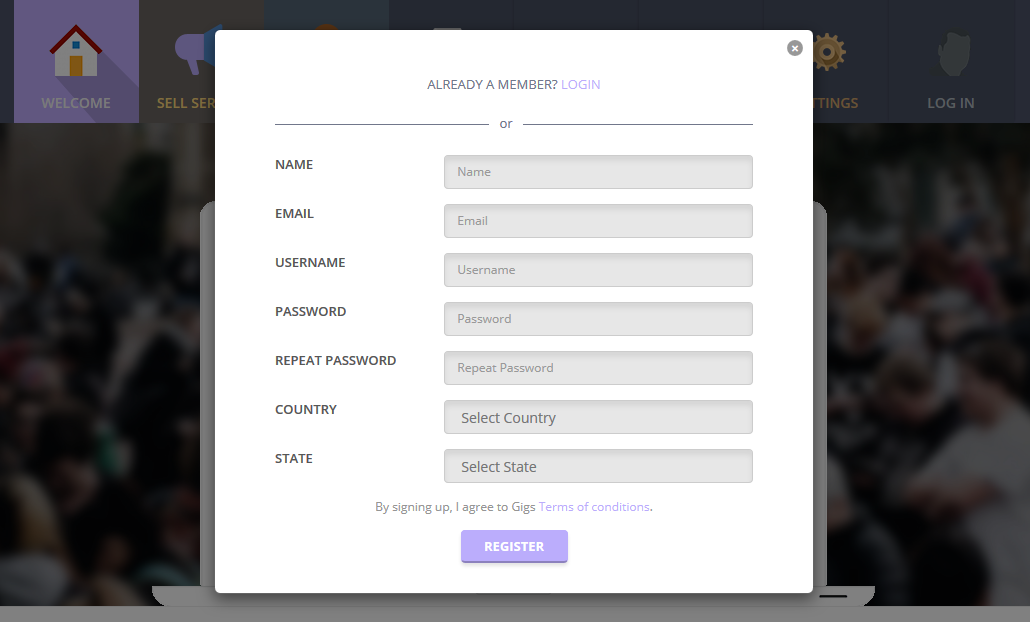 WELCOME
SELL SER
TTINGS
LOG IN
ALREADY A MEMBER? LOGIN
or
NAME
Name
EMAIL
Email
USERNAME
Username
PASSWORD
Password
REPEAT PASSWORD
Repeat Password
COUNTRY
Select Country
STATE
Select State
By signing up, I agree to Gigs Terms of conditions.
REGISTER